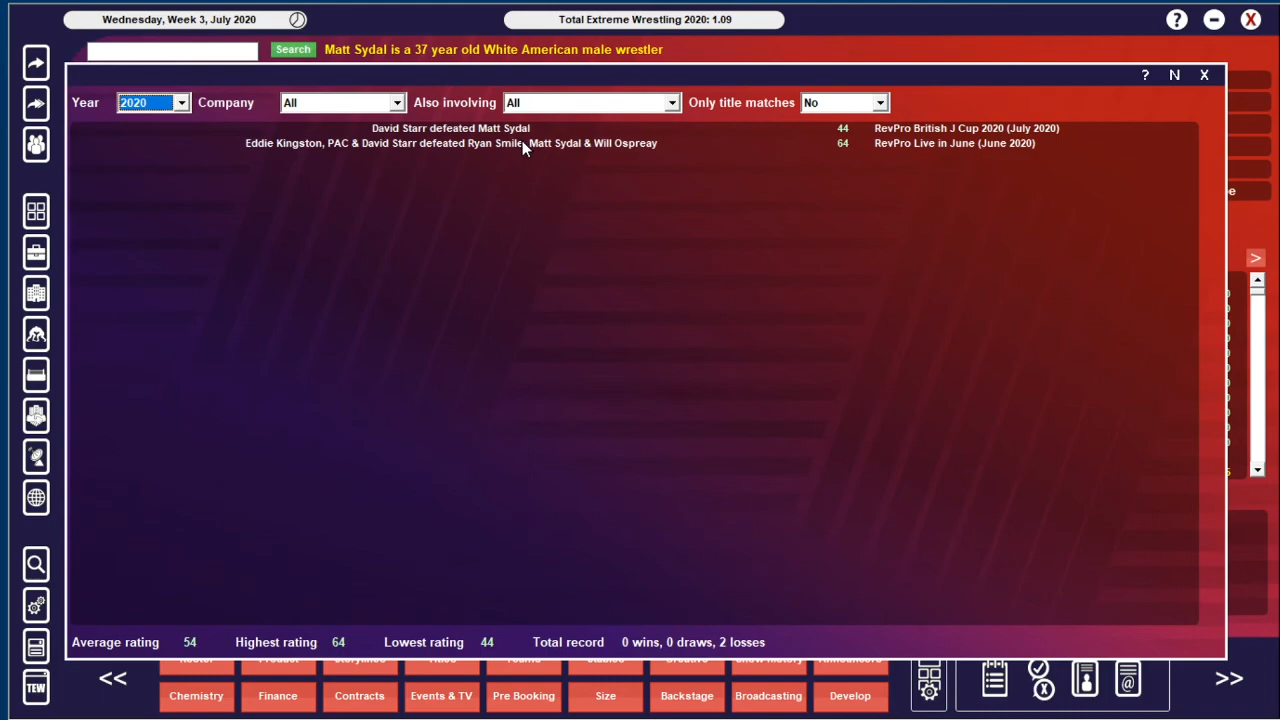 Wednesday, Week 3, July 2020
Total Extreme Wrestling 2020: 1.09
? – X
Search
Matt Sydal is a 37 year old White American male wrestler
? N X
Year 2020 Company All Also involving All Only title matches No
David Starr defeated Matt Sydal 44 RevPro British J Cup 2020 (July 2020)
Eddie Kingston, PAC & David Starr defeated Ryan Smile, Matt Sydal & Will Ospreay 64 RevPro Live in June (June 2020)
>
Average rating 54 Highest rating 64 Lowest rating 44 Total record 0 wins, 0 draws, 2 losses
<< Chemistry Finance Contracts Events & TV Pre Booking Size Backstage Broadcasting Develop >>
TEW